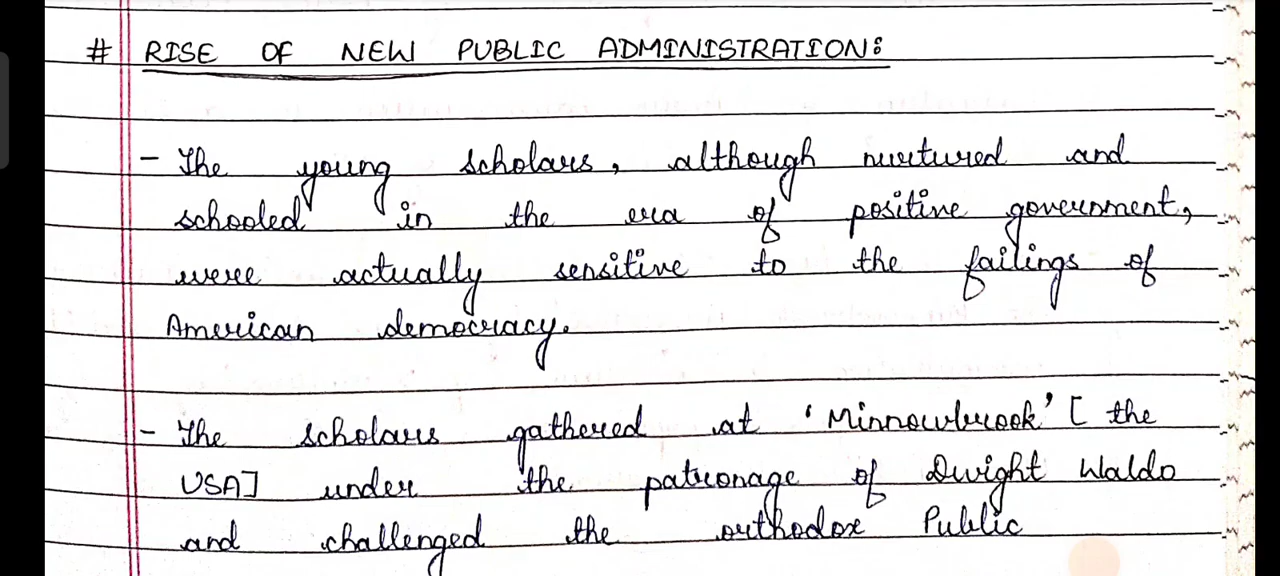 # RISE OF NEW PUBLIC ADMINISTRATION:
- The young scholars, although nurtured and
schooled in the era of positive government,
were actually sensitive to the failings of
American democracy.
- The scholars gathered at 'Minnowbrook' [ the
USA] under the patronage of Dwight Waldo
and challenged the orthodox Public